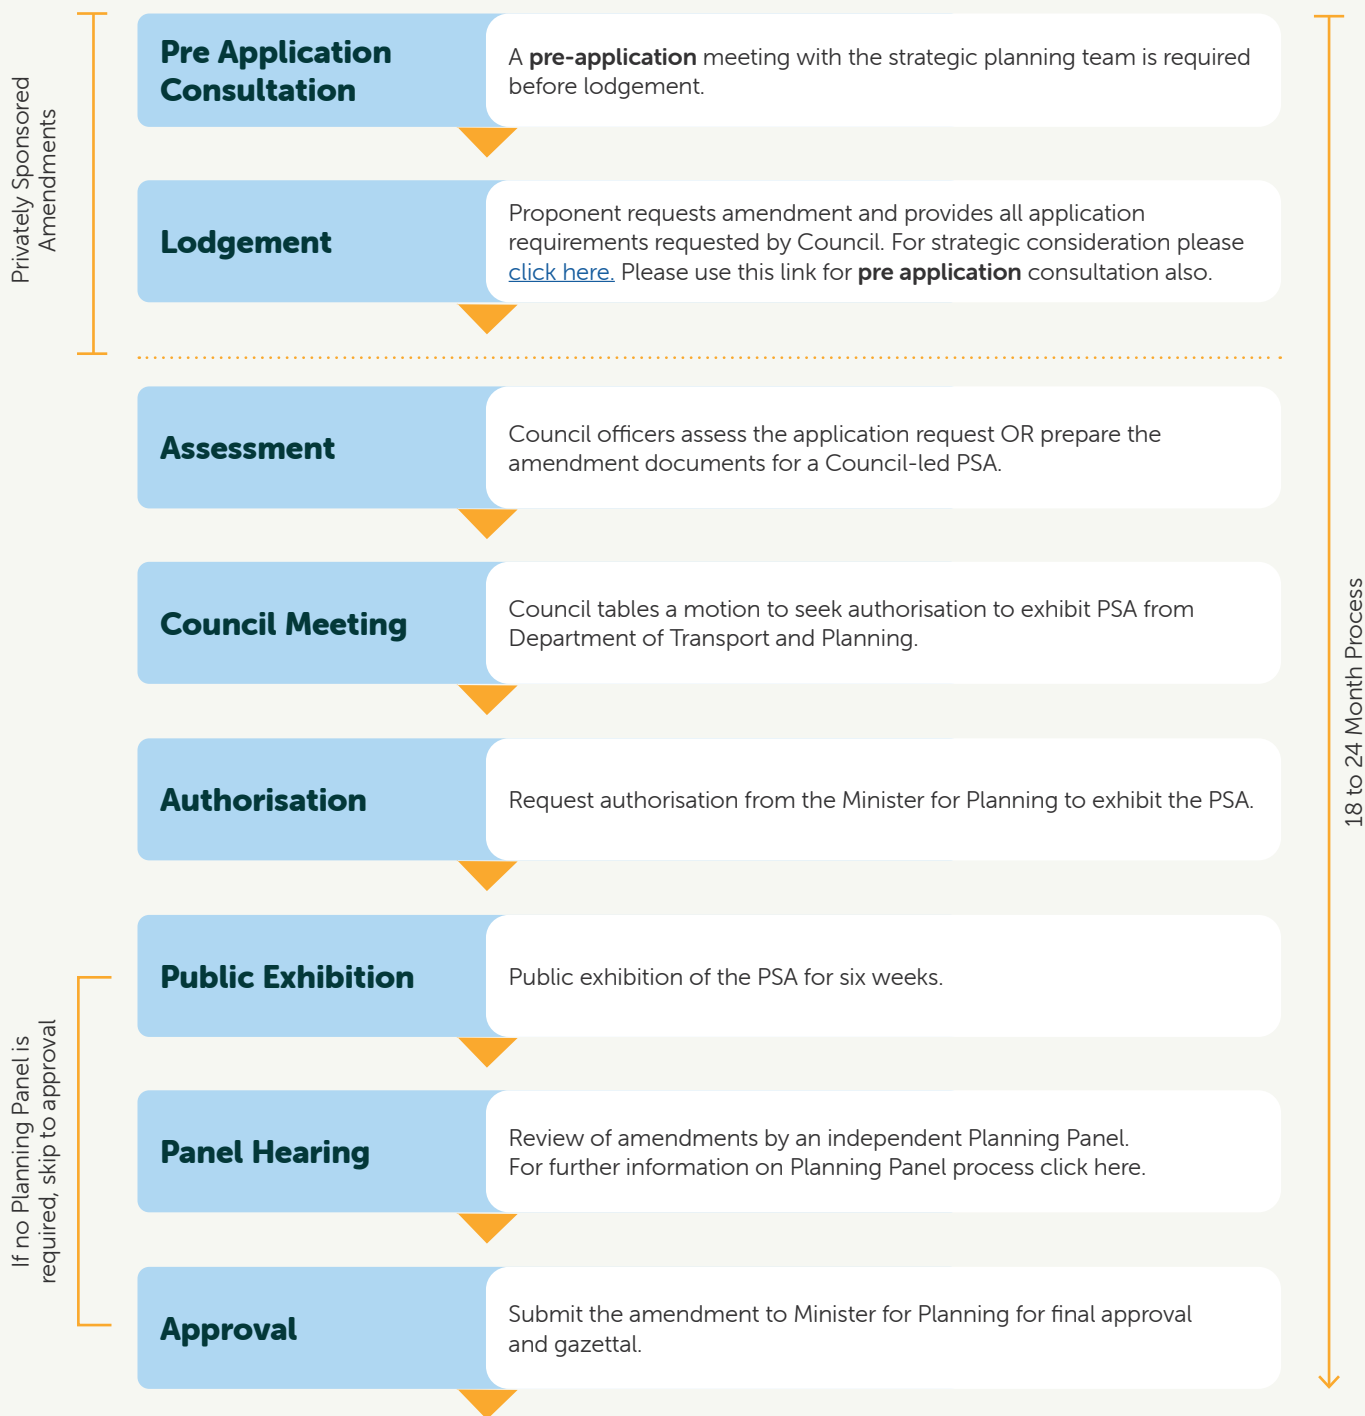 Privately Sponsored
Amendments
Pre Application
Consultation
A pre-application meeting with the strategic planning team is required
before lodgement.
Lodgement
Proponent requests amendment and provides all application
requirements requested by Council. For strategic consideration please
click here. Please use this link for pre application consultation also.
Assessment
Council officers assess the application request OR prepare the
amendment documents for a Council-led PSA.
Council Meeting
Council tables a motion to seek authorisation to exhibit PSA from
Department of Transport and Planning.
Authorisation
Request authorisation from the Minister for Planning to exhibit the PSA.
18 to 24 Month Process
Public Exhibition
Public exhibition of the PSA for six weeks.
If no Planning Panel is
required, skip to approval
Panel Hearing
Review of amendments by an independent Planning Panel.
For further information on Planning Panel process click here.
Approval
Submit the amendment to Minister for Planning for final approval
and gazettal.